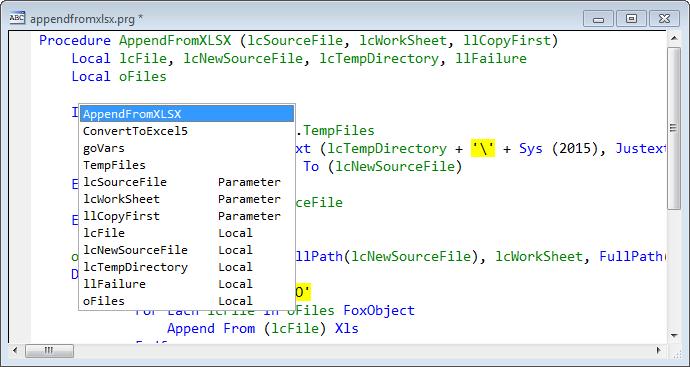 appendfromxlsx.prg *
Procedure AppendFromXLSX (lcSourceFile, lcWorkSheet, llCopyFirst)
Local lcFile, lcNewSourceFile, lcTempDirectory, llFailure
Local oFiles
I
AppendFromXLSX
ConvertToExcel5
.TempFiles
goVars
xt (lcTempDirectory + '\' + Sys (2015), Justext
TempFiles
To (lcNewSourceFile)
lcSourceFile Parameter
E
lcWorkSheet Parameter
ceFile
llCopyFirst Parameter
E
lcFile Local
lcNewSourceFile Local
o
llPath(lcNewSourceFile), lcWorkSheet, FullPath(
lcTempDirectory Local
D
llFailure Local
0'
oFiles Local
For Each lcFile In oFiles FoxObject
Append From (lcFile) Xls